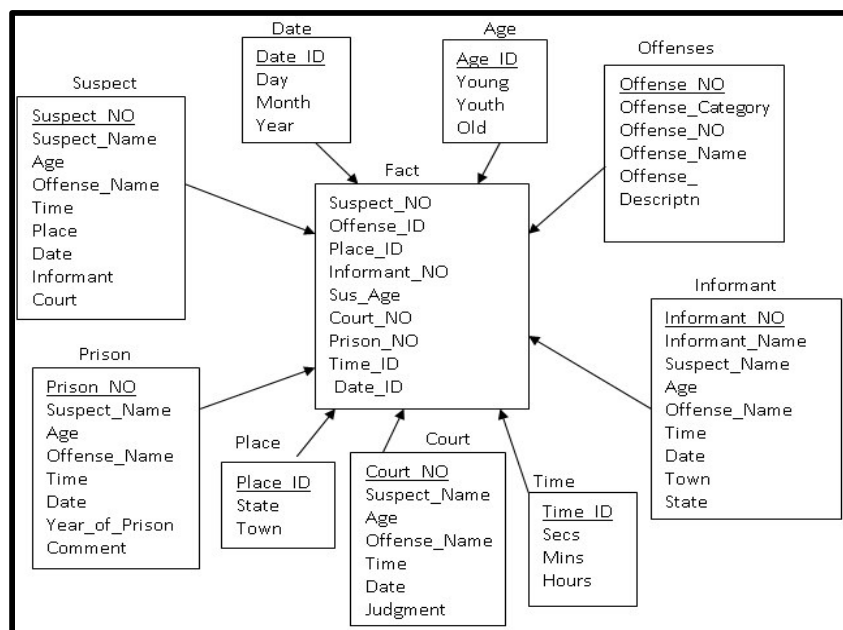 Date
Date_ID
Day
Month
Year
Age
Age_ID
Young
Youth
Old
Offenses
Offense_NO
Offense_Category
Offense_NO
Offense_Name
Offense_
Descriptn
Suspect
Suspect_NO
Suspect_Name
Age
Offense_Name
Time
Place
Date
Informant
Court
Fact
Suspect_NO
Offense_ID
Place_ID
Informant_NO
Sus_Age
Court_NO
Prison_NO
Time_ID
Date_ID
Informant
Informant_NO
Informant_Name
Suspect_Name
Age
Offense_Name
Time
Date
Town
State
Prison
Prison_NO
Suspect_Name
Age
Offense_Name
Time
Date
Year_of_Prison
Comment
Place
Place_ID
State
Town
Court
Court_NO
Suspect_Name
Age
Offense_Name
Time
Date
Judgment
Time
Time_ID
Secs
Mins
Hours